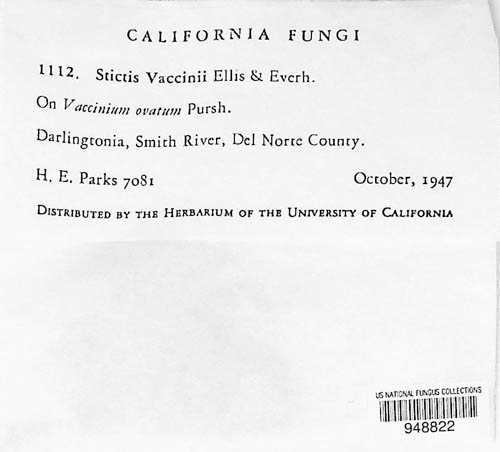 CALIFORNIA FUNGI
1112. Stictis Vaccinii Ellis & Everh.
On Vaccinium ovatum Pursh.
Darlingtonia, Smith River, Del Norte County.
H. E. Parks 7081 October, 1947
DISTRIBUTED BY THE HERBARIUM OF THE UNIVERSITY OF CALIFORNIA
US NATIONAL FUNGUS COLLECTIONS
948822